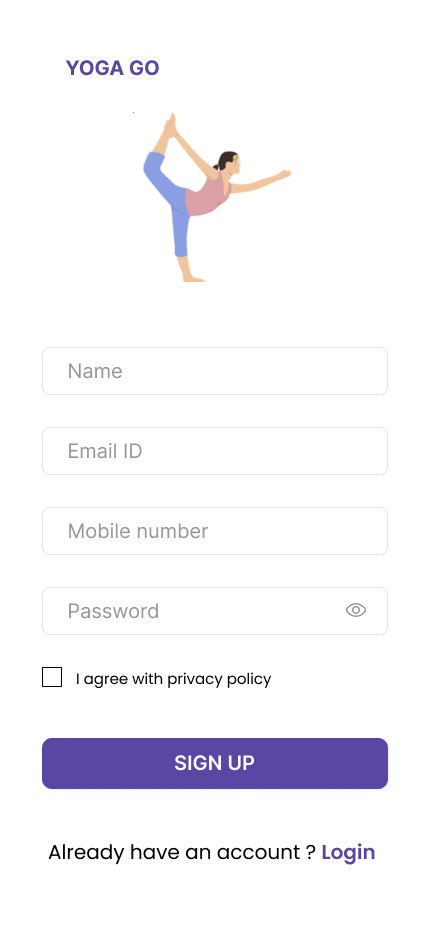 YOGA GO
Name
Email ID
Mobile number
Password
I agree with privacy policy
SIGN UP
Already have an account ? Login